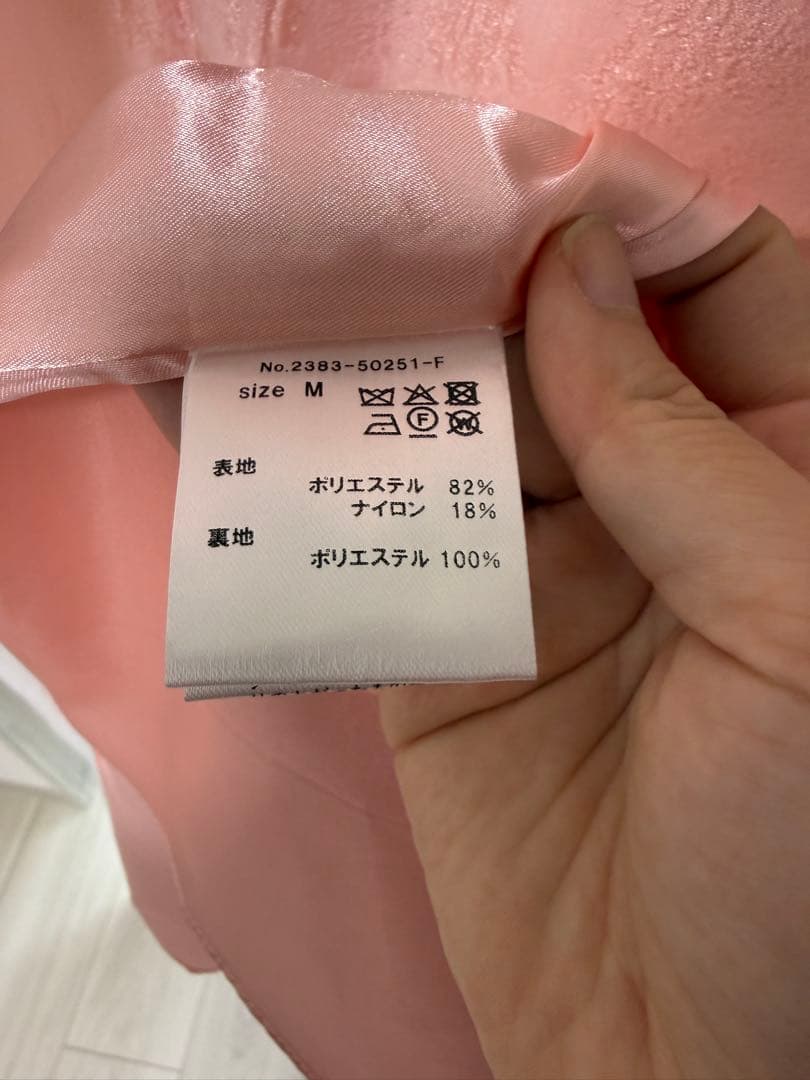 No.2383-50251-F
size M
F W
表地
ポリエステル 82%
ナイロン 18%
裏地
ポリエステル 100%